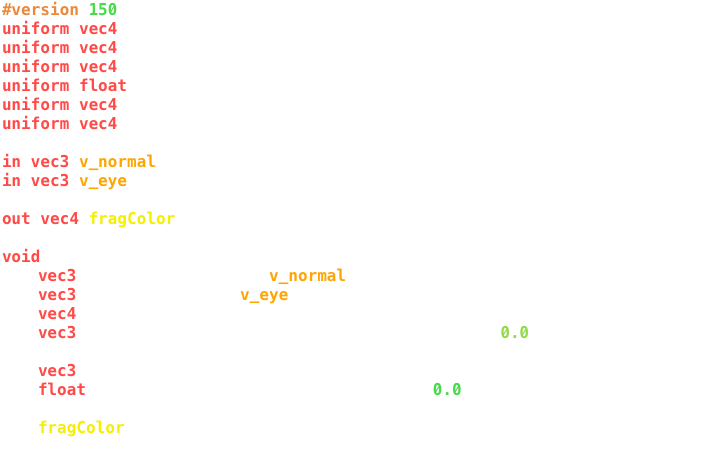 #version 150
uniform vec4
uniform vec4
uniform vec4
uniform float
uniform vec4
uniform vec4
in vec3 v_normal
in vec3 v_eye
out vec4 fragColor
void
vec3 v_normal
vec3 v_eye
vec4
vec3 0.0
vec3
float 0.0
fragColor